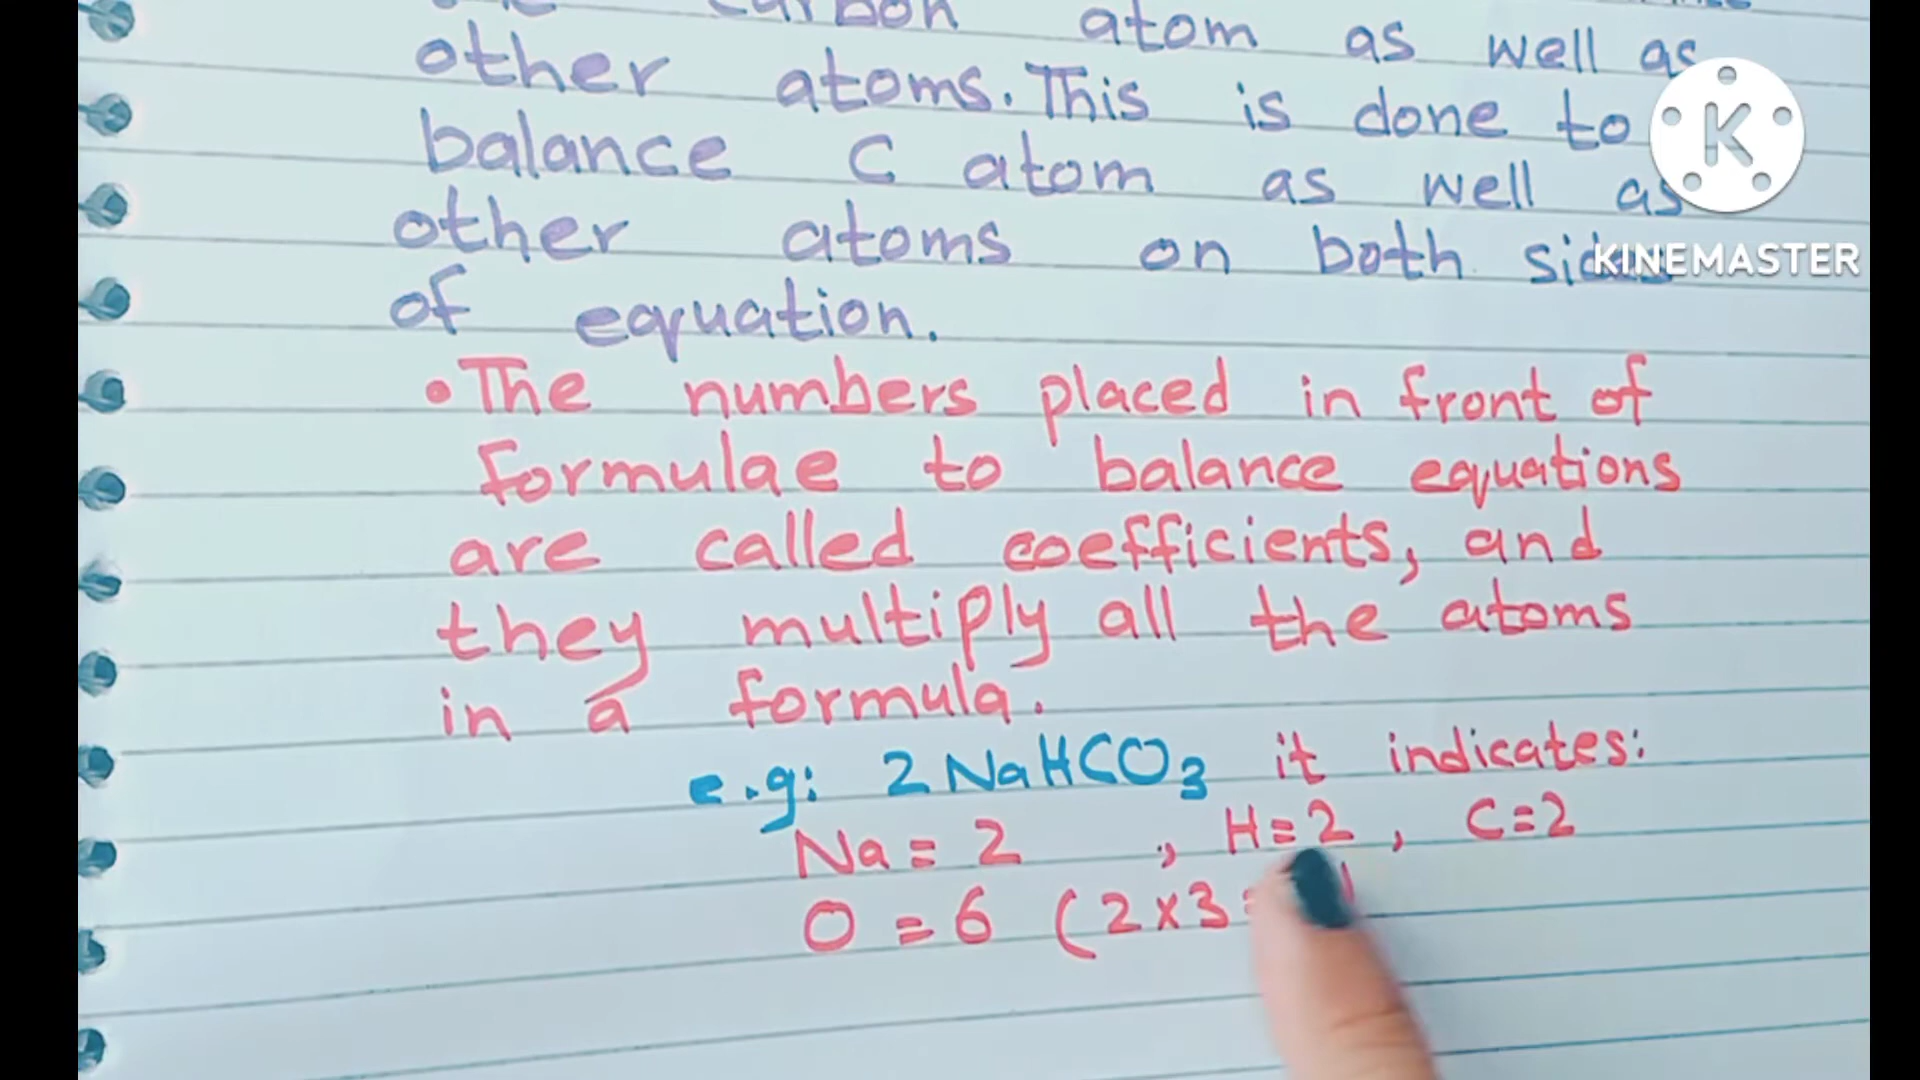 carbon atom as well as
other atoms. This is done to
balance C atom as well as
other atoms on both sides
of equation.
• The numbers placed in front of
formulae to balance equations
are called coefficients, and
they multiply all the atoms
in a formula.
e.g: 2NaHCO3 it indicates:
Na = 2 , H = 2 , C = 2
O = 6 (2x3
K
KINEMASTER